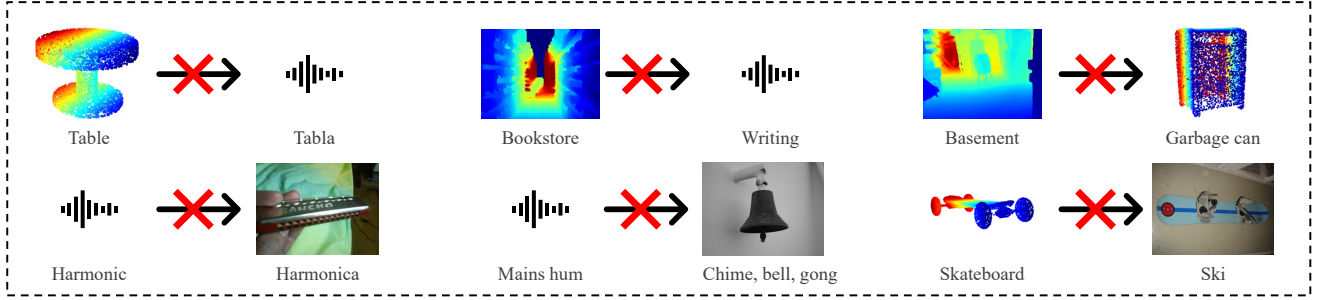 Table
Tabla
Bookstore
Writing
Basement
Garbage can
Harmonic
Harmonica
Mains hum
Chime, bell, gong
Skateboard
Ski